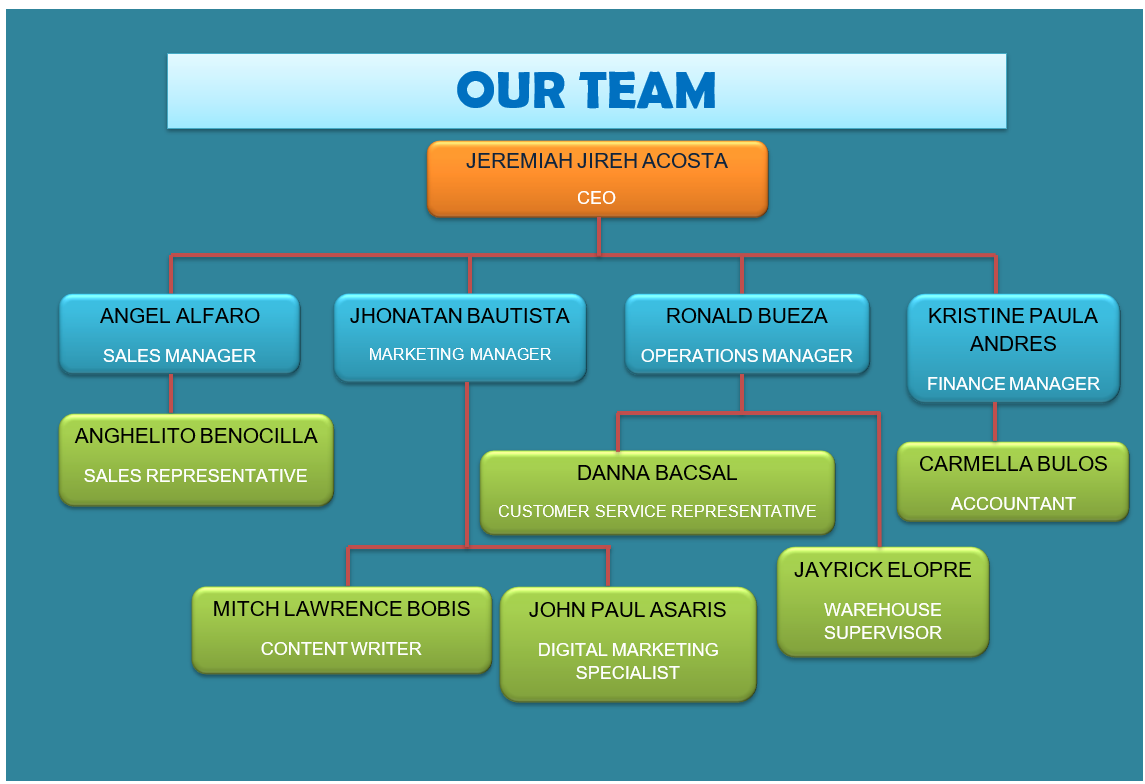 OUR TEAM
JEREMIAH JIREH ACOSTA
CEO
ANGEL ALFARO
SALES MANAGER
JHONATAN BAUTISTA
MARKETING MANAGER
RONALD BUEZA
OPERATIONS MANAGER
KRISTINE PAULA
ANDRES
FINANCE MANAGER
ANGHELITO BENOCILLA
SALES REPRESENTATIVE
DANNA BACSAL
CUSTOMER SERVICE REPRESENTATIVE
CARMELLA BULOS
ACCOUNTANT
MITCH LAWRENCE BOBIS
CONTENT WRITER
JOHN PAUL ASARIS
DIGITAL MARKETING
SPECIALIST
JAYRICK ELOPRE
WAREHOUSE
SUPERVISOR